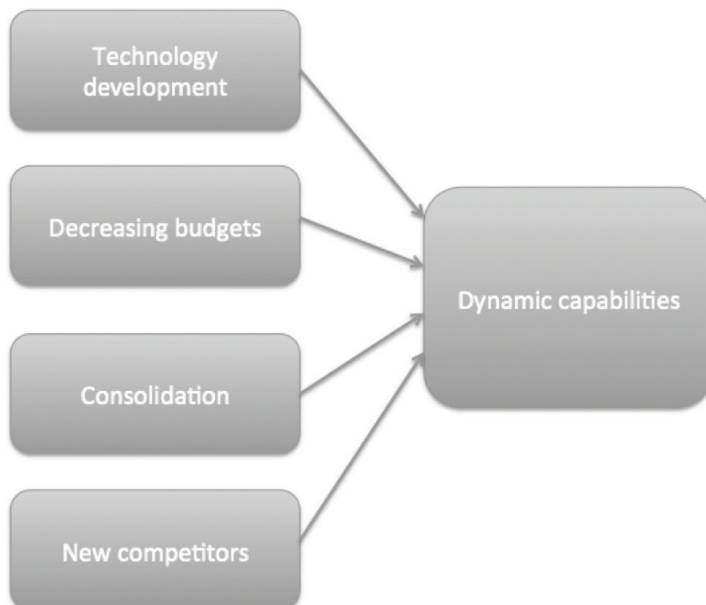 Technology
development
Decreasing budgets
Dynamic capabilities
Consolidation
New competitors